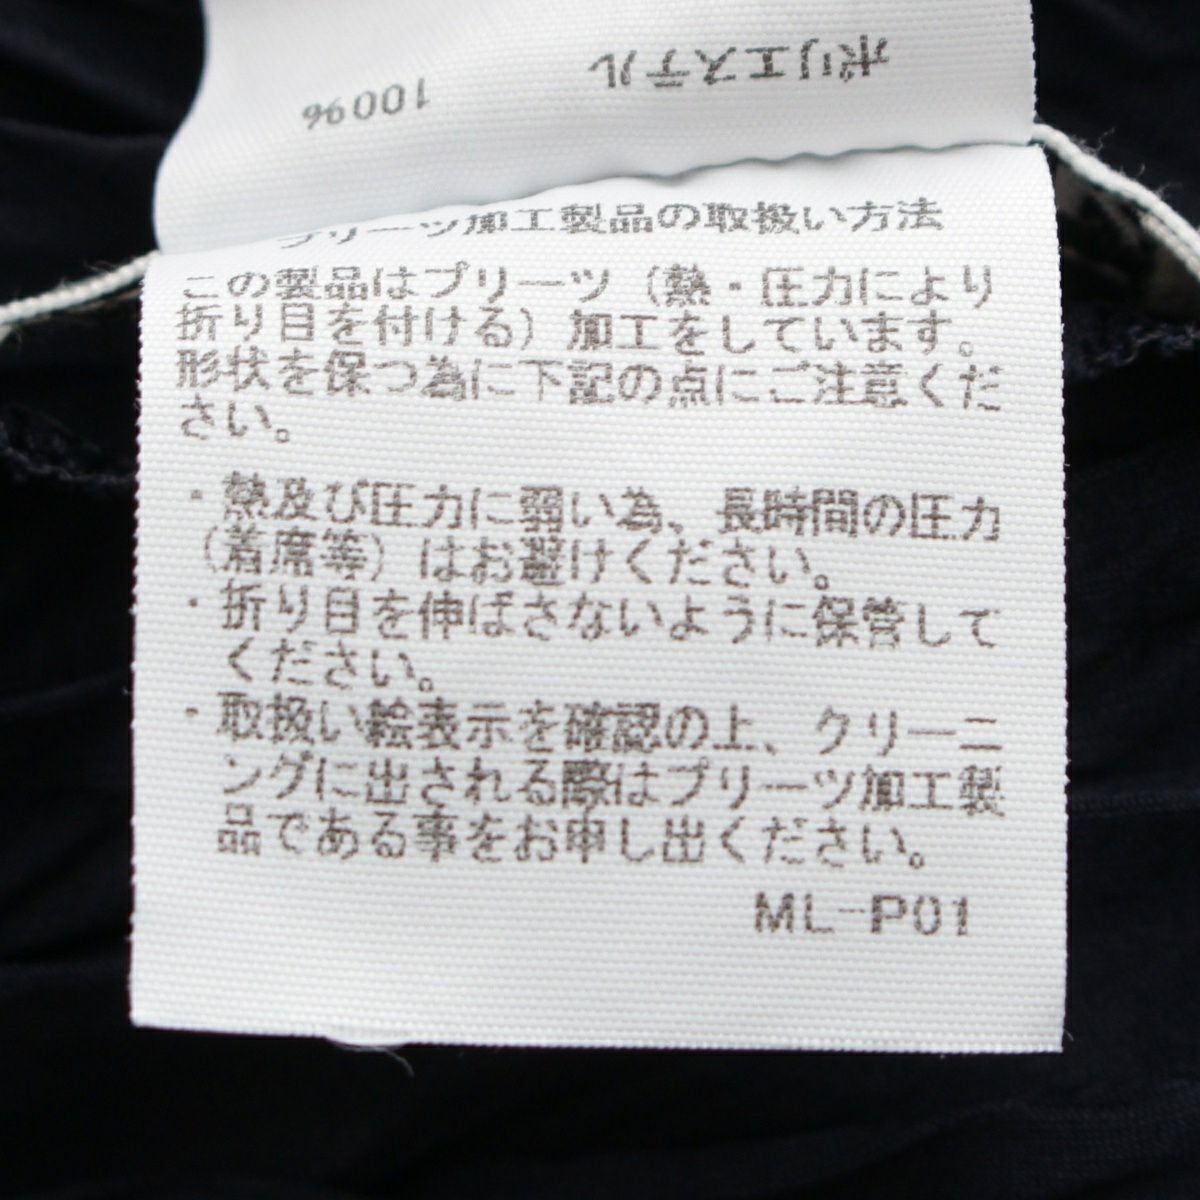 ポリエステル 100%
プリーツ加工製品の取扱い方法
この製品はプリーツ（熱・圧力により
折り目を付ける）加工をしています。
形状を保つ為に下記の点にご注意くだ
さい。
・熱及び圧力に弱い為、長時間の圧力
（着席等）はお避けください。
・折り目を伸ばさないように保管して
ください。
・取扱い絵表示を確認の上、クリーニ
ングに出される際はプリーツ加工製
品である事をお申し出ください。
ML-P01